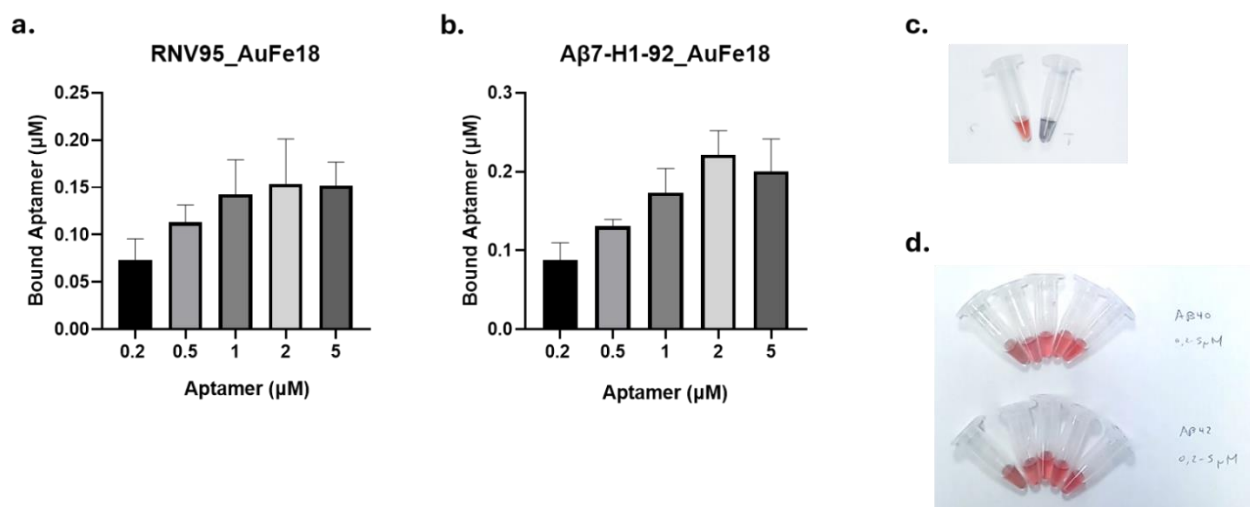 a.
RNV95_AuFe18
Bound Aptamer (µM)
0.25
0.20
0.15
0.10
0.05
0.00
0.2 0.5 1 2 5
Aptamer (µM)
b.
Aβ7-H1-92_AuFe18
Bound Aptamer (µM)
0.3
0.2
0.1
0.0
0.2 0.5 1 2 5
Aptamer (µM)
c.
d.
Aβ40
0,2-5µM
Aβ42
0,2-5µM